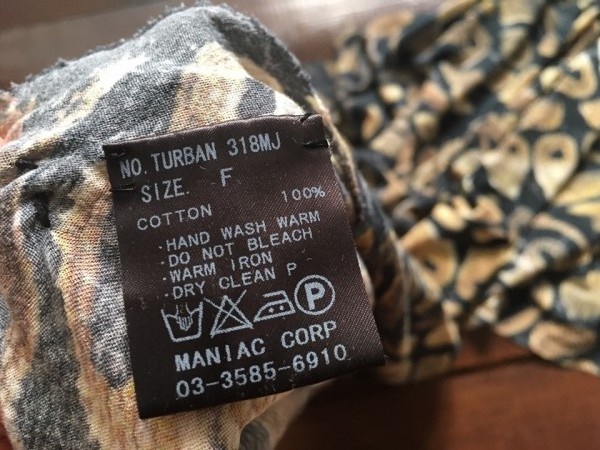 NO. TURBAN 318MJ
SIZE. F
COTTON 100%
.HAND WASH WARM
.DO NOT BLEACH
.WARM IRON
.DRY CLEAN P
P
MANIAC CORP
03-3585-6910